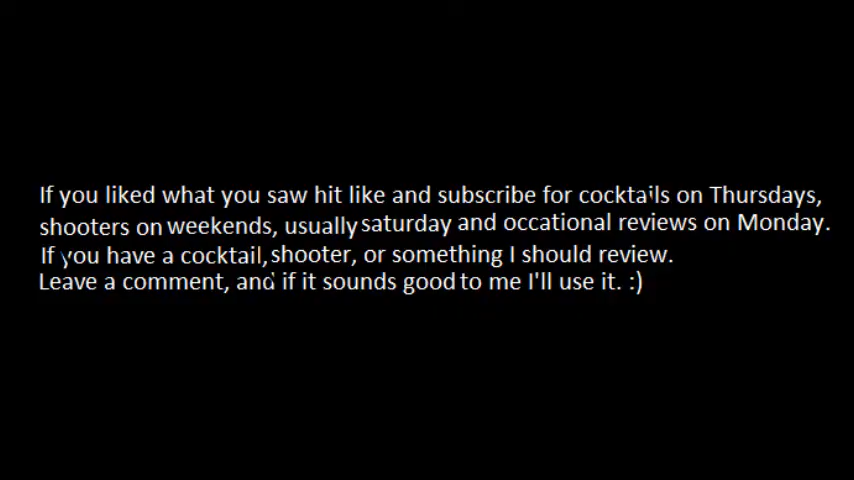 If you liked what you saw hit like and subscribe for cocktails on Thursdays,
shooters on weekends, usually saturday and occational reviews on Monday.
If you have a cocktail, shooter, or something I should review.
Leave a comment, and if it sounds good to me I'll use it. :)